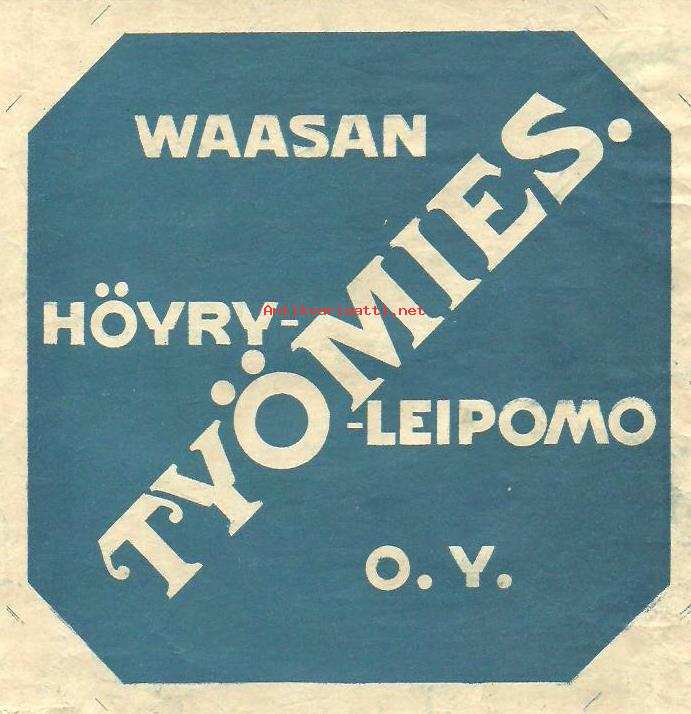 WAASAN
TYÖMIES.
HÖYRY-
-LEIPOMO
O. Y.
Antikvariaatti.net